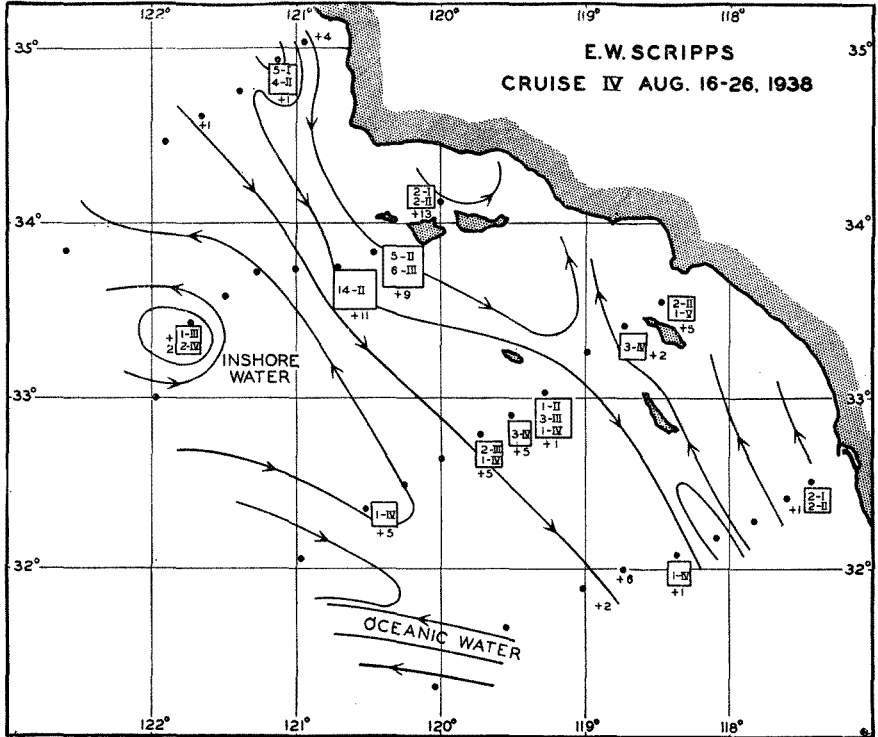 122° 121° 120° 119° 118°
35° 35°
E.W. SCRIPPS
CRUISE IV AUG. 16-26, 1938
+4
5-I
4-II
+1
+1
2-I
2-II
+13
34° 34°
5-II
6-III
+9
14-II
+11
2-II
1-V
+5
3-IV
+2
1-III
2-IV
+
2
INSHORE
WATER
33° 33°
1-II
3-III
1-IV
+1
3-IV
+5
2-III
1-IV
+5
2-I
2-II
+1
1-IV
+5
32° 32°
+6
1-IV
+1
+2
OCEANIC WATER
122° 121° 120° 119° 118°